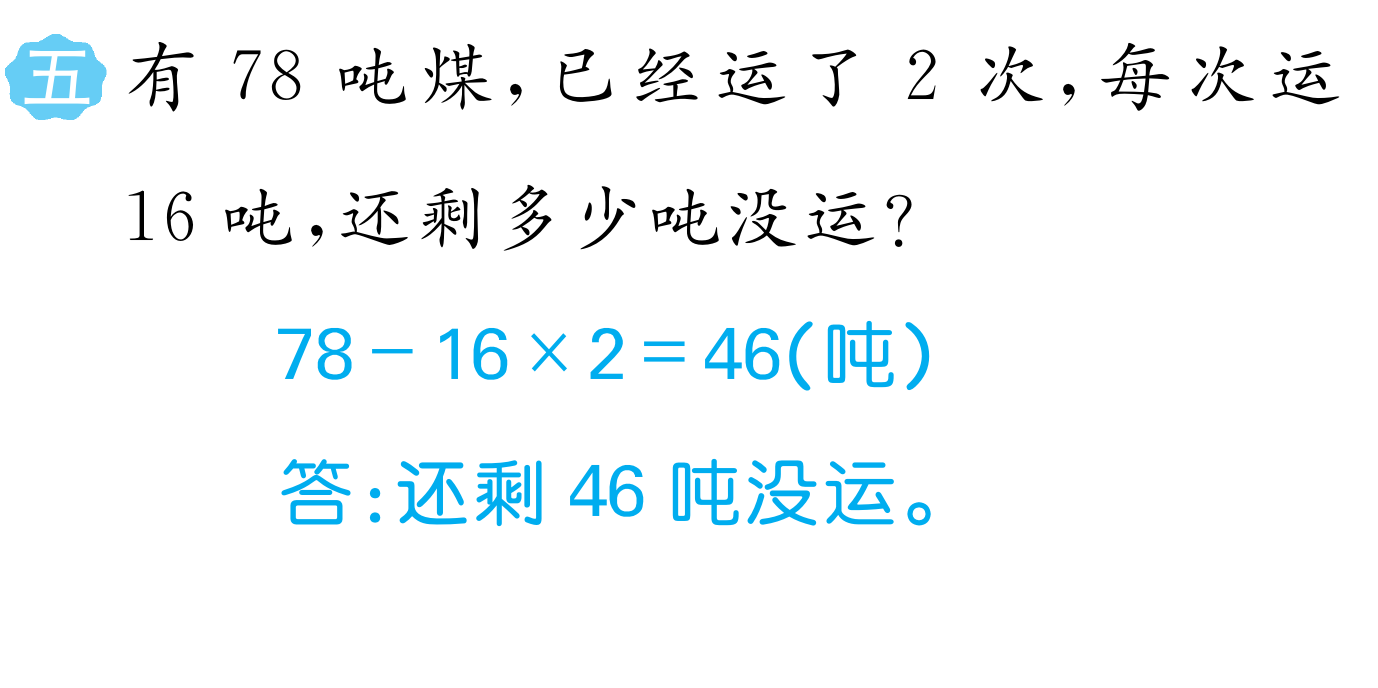 五 有 78 吨煤,已经运了 2 次,每次运
16 吨,还剩多少吨没运?
78－16×2＝46(吨)
答:还剩 46 吨没运。